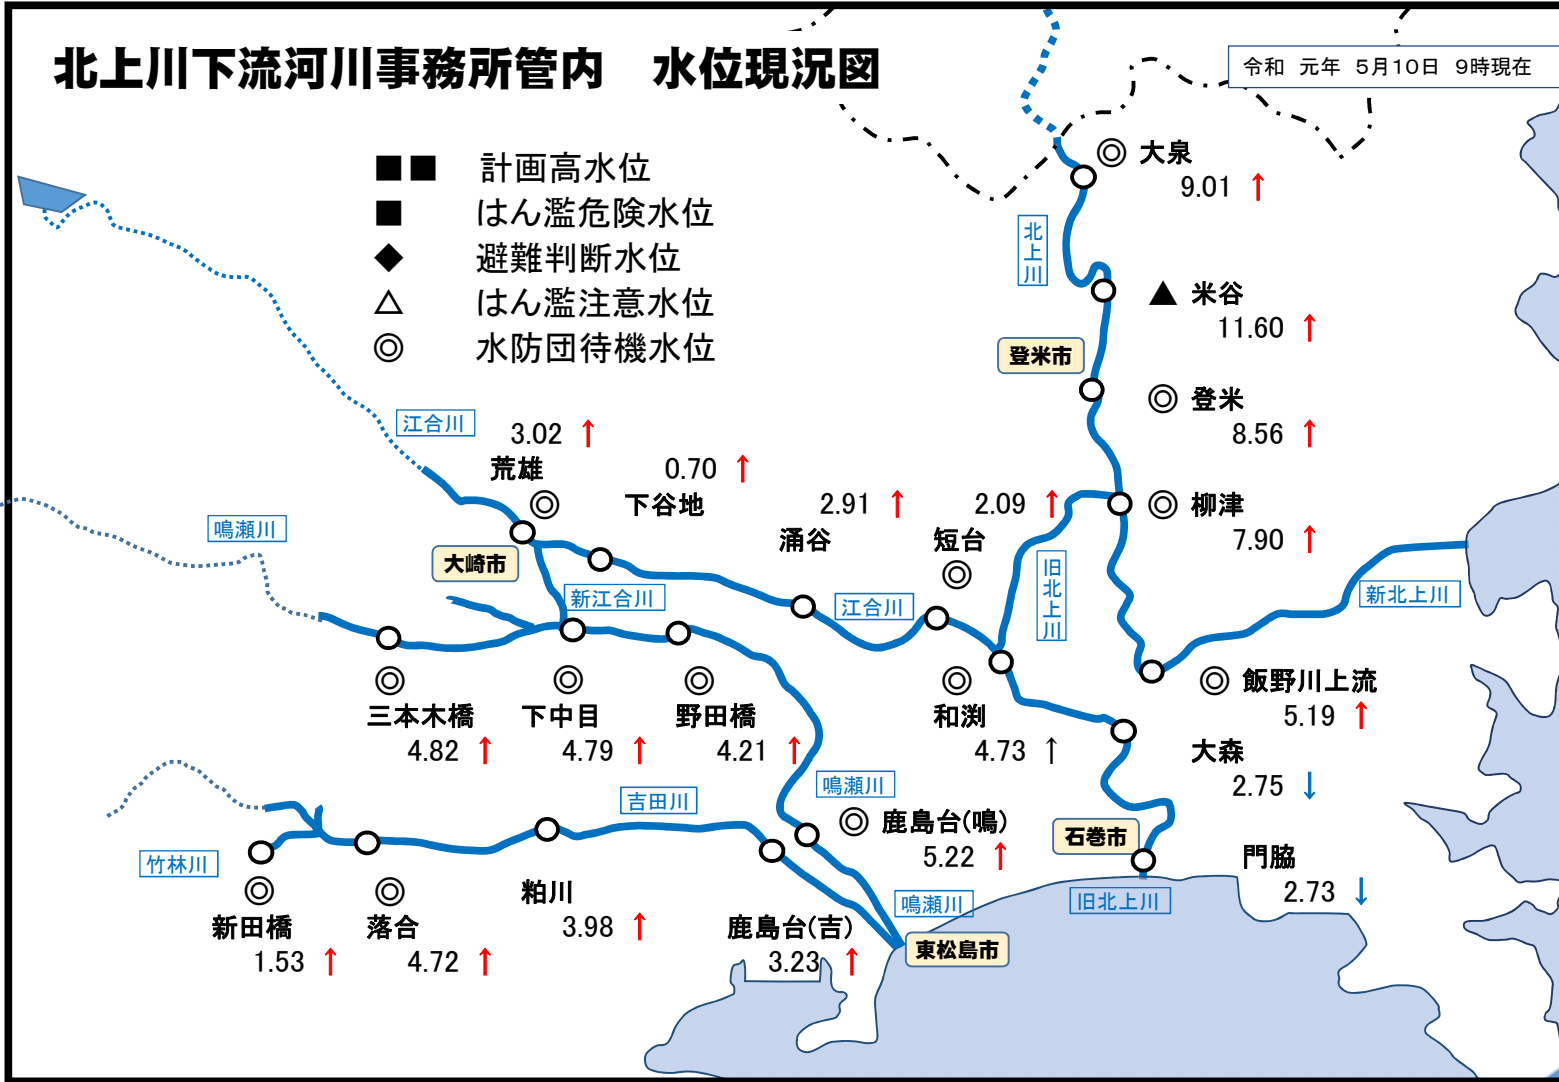 北上川下流河川事務所管内　水位現況図
令和 元年 5月10日 9時現在
■■ 計画高水位
■ はん濫危険水位
◆ 避難判断水位
△ はん濫注意水位
◎ 水防団待機水位
◎ 大泉
9.01 ↑
北上川
▲ 米谷
11.60 ↑
登米市
◎ 登米
8.56 ↑
◎ 柳津
7.90 ↑
江合川
3.02 ↑
荒雄
◎
0.70 ↑
下谷地
2.91 ↑
涌谷
2.09 ↑
短台
◎
鳴瀬川
大崎市
新江合川
江合川
旧北上川
新北上川
◎
三本木橋
4.82 ↑
◎
下中目
4.79 ↑
◎
野田橋
4.21 ↑
◎
和渕
4.73 ↑
◎ 飯野川上流
5.19 ↑
大森
2.75 ↓
鳴瀬川
吉田川
◎ 鹿島台(鳴)
5.22 ↑
石巻市
門脇
2.73 ↓
竹林川
◎
新田橋
1.53 ↑
◎
落合
4.72 ↑
粕川
3.98 ↑
鹿島台(吉)
3.23 ↑
鳴瀬川
旧北上川
東松島市